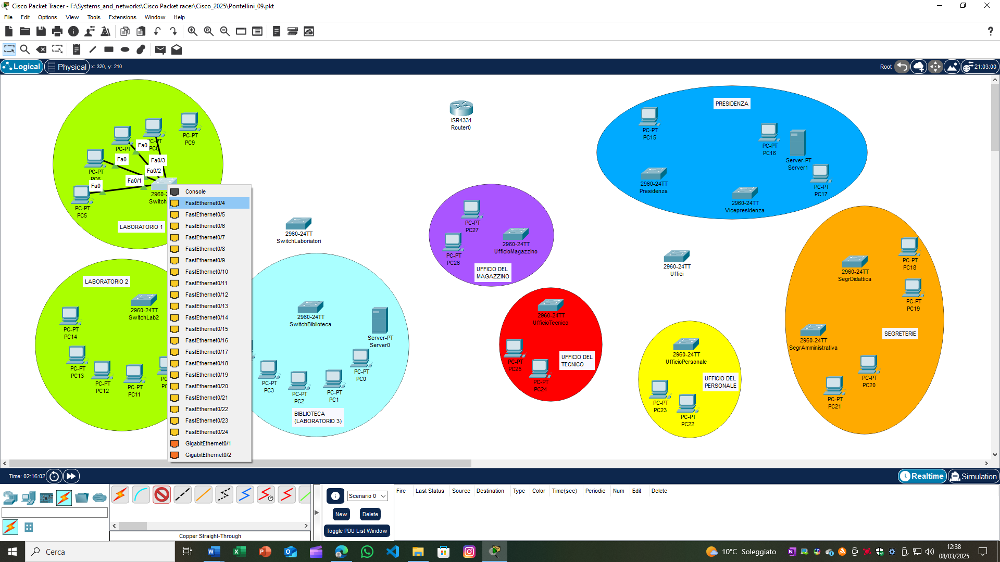 Cisco Packet Tracer - F:\Systems_and_networks\Cisco Packet racer\Cisco_2025\Pontellini_09.pkt
File Edit Options View Tools Extensions Window Help
Logical
Physical
x: 320, y: 210
Root
21:03:00
PC-PT
PC9
PC-PT
PC8
PC-PT
PC-PT
PC6
PC-PT
PC5
Fa0
Fa0
Fa0
Fa0/3
Fa0/2
Fa0/1
2960-2
Switch
LABORATORIO 1
Console
FastEthernet0/4
FastEthernet0/5
FastEthernet0/6
FastEthernet0/7
FastEthernet0/8
FastEthernet0/9
FastEthernet0/10
FastEthernet0/11
FastEthernet0/12
FastEthernet0/13
FastEthernet0/14
FastEthernet0/15
FastEthernet0/16
FastEthernet0/17
FastEthernet0/18
FastEthernet0/19
FastEthernet0/20
FastEthernet0/21
FastEthernet0/22
FastEthernet0/23
FastEthernet0/24
GigabitEthernet0/1
GigabitEthernet0/2
LABORATORIO 2
2960-24TT
SwitchLab2
PC-PT
PC14
PC-PT
PC13
PC-PT
PC12
PC-PT
PC11
2960-24TT
SwitchLaboriatori
ISR4331
Router0
2960-24TT
SwitchBiblioteca
Server-PT
Server0
PC-PT
PC0
PC-PT
PC1
PC-PT
PC2
PC-PT
PC3
BIBLIOTECA
(LABORATORIO 3)
PC-PT
PC27
PC-PT
PC26
2960-24TT
UfficioMagazzino
UFFICIO DEL
MAGAZZINO
2960-24TT
UfficioTecnico
PC-PT
PC25
PC-PT
PC24
UFFICIO DEL
TECNICO
PRESIDENZA
PC-PT
PC15
PC-PT
PC16
Server-PT
Server1
PC-PT
PC17
2960-24TT
Presidenza
2960-24TT
Vicepresidenza
2960-24TT
Uffici
2960-24TT
UfficioPersonale
UFFICIO DEL
PERSONALE
PC-PT
PC23
PC-PT
PC22
PC-PT
PC18
2960-24TT
SegrDidattica
PC-PT
PC19
2960-24TT
SegrAmministrativa
SEGRETERIE
PC-PT
PC20
PC-PT
PC21
Time: 02:16:02
Realtime
Simulation
Copper Straight-Through
Scenario 0
New
Delete
Toggle PDU List Window
Fire Last Status Source Destination Type Color Time(sec) Periodic Num Edit Delete
Cerca
10°C Soleggiato
12:38
08/03/2025